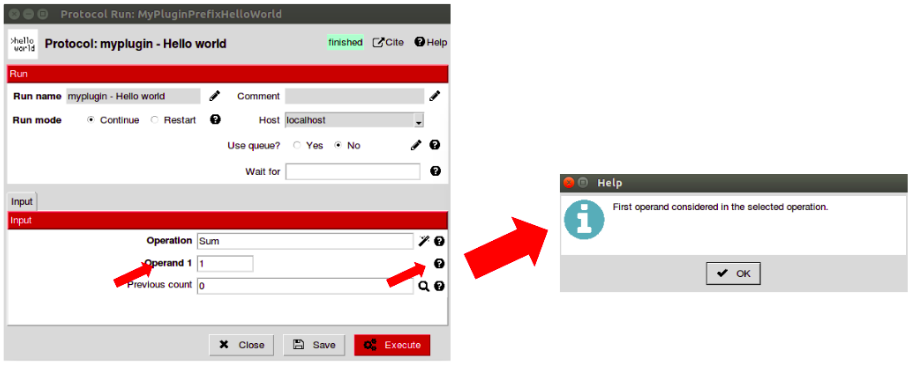 Protocol Run: MyPluginPrefixHelloWorld
>hello world
Protocol: myplugin - Hello world
finished Cite Help
Run
Run name myplugin - Hello world Comment
Run mode Continue Restart Host localhost
Use queue? Yes No
Wait for
Input
Input
Operation Sum
Operand 1 1
Previous count 0
Close Save Execute
Help
First operand considered in the selected operation.
OK